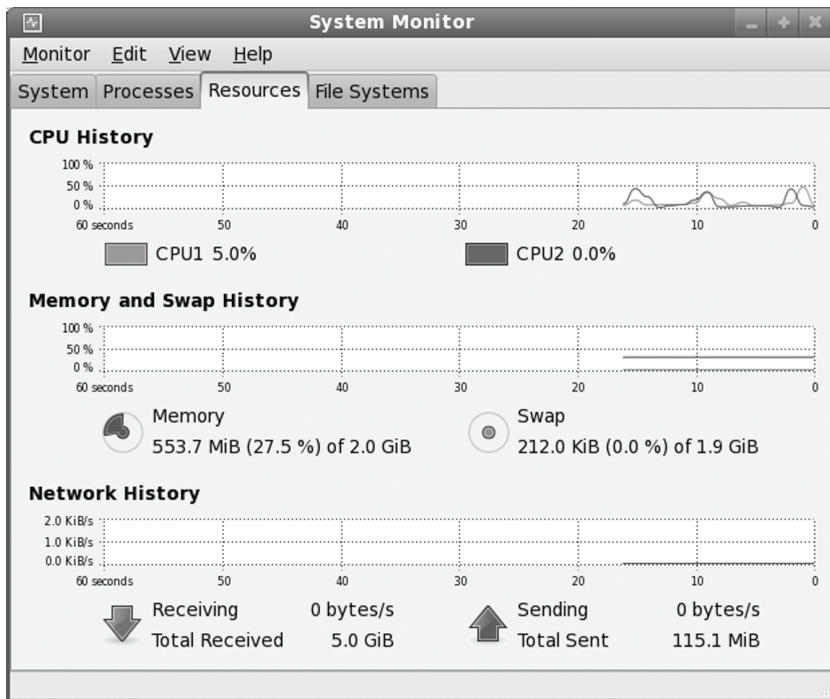 System Monitor
Monitor Edit View Help
System Processes Resources File Systems
CPU History
100 %
50 %
0 %
60 seconds 50 40 30 20 10 0
CPU1 5.0% CPU2 0.0%
Memory and Swap History
100 %
50 %
0 %
60 seconds 50 40 30 20 10 0
Memory Swap
553.7 MiB (27.5 %) of 2.0 GiB 212.0 KiB (0.0 %) of 1.9 GiB
Network History
2.0 KiB/s
1.0 KiB/s
0.0 KiB/s
60 seconds 50 40 30 20 10 0
Receiving 0 bytes/s Sending 0 bytes/s
Total Received 5.0 GiB Total Sent 115.1 MiB